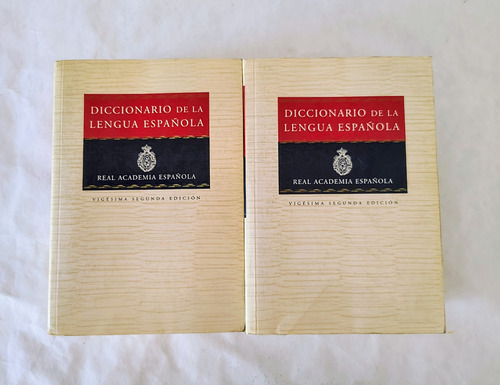 DICCIONARIO DE LA
LENGUA ESPAÑOLA
REAL ACADEMIA ESPAÑOLA
VIGÉSIMA SEGUNDA EDICIÓN
DICCIONARIO DE LA
LENGUA ESPAÑOLA
REAL ACADEMIA ESPAÑOLA
VIGÉSIMA SEGUNDA EDICIÓN